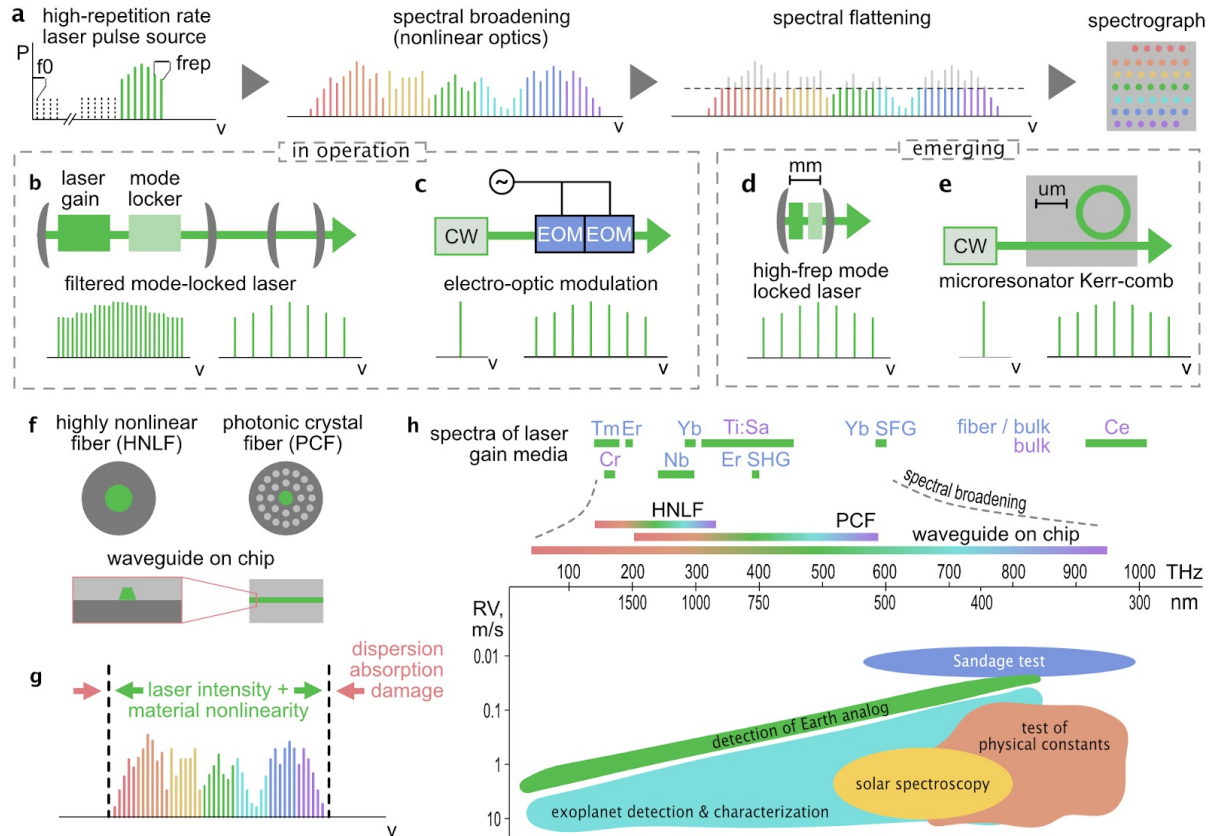 a
high-repetition rate
laser pulse source
P
f0
frep
ν
spectral broadening
(nonlinear optics)
ν
spectral flattening
ν
spectrograph
in operation
b
laser
gain
mode
locker
filtered mode-locked laser
ν
ν
c
~
CW
EOM
EOM
electro-optic modulation
ν
ν
emerging
d
mm
high-frep mode
locked laser
ν
e
um
CW
microresonator Kerr-comb
ν
ν
f
highly nonlinear
fiber (HNLF)
photonic crystal
fiber (PCF)
waveguide on chip
g
laser intensity +
material nonlinearity
dispersion
absorption
damage
ν
h
spectra of laser
gain media
Tm
Er
Yb
Ti:Sa
Yb SFG
fiber / bulk
bulk
Ce
Cr
Nb
Er SHG
spectral broadening
HNLF
PCF
waveguide on chip
100 200 300 400 500 600 700 800 900 1000 THz
1500 1000 750 600 400 300 nm
RV,
m/s
0.01
0.1
1
10
Sandage test
detection of Earth analog
test of
physical constants
solar spectroscopy
exoplanet detection & characterization